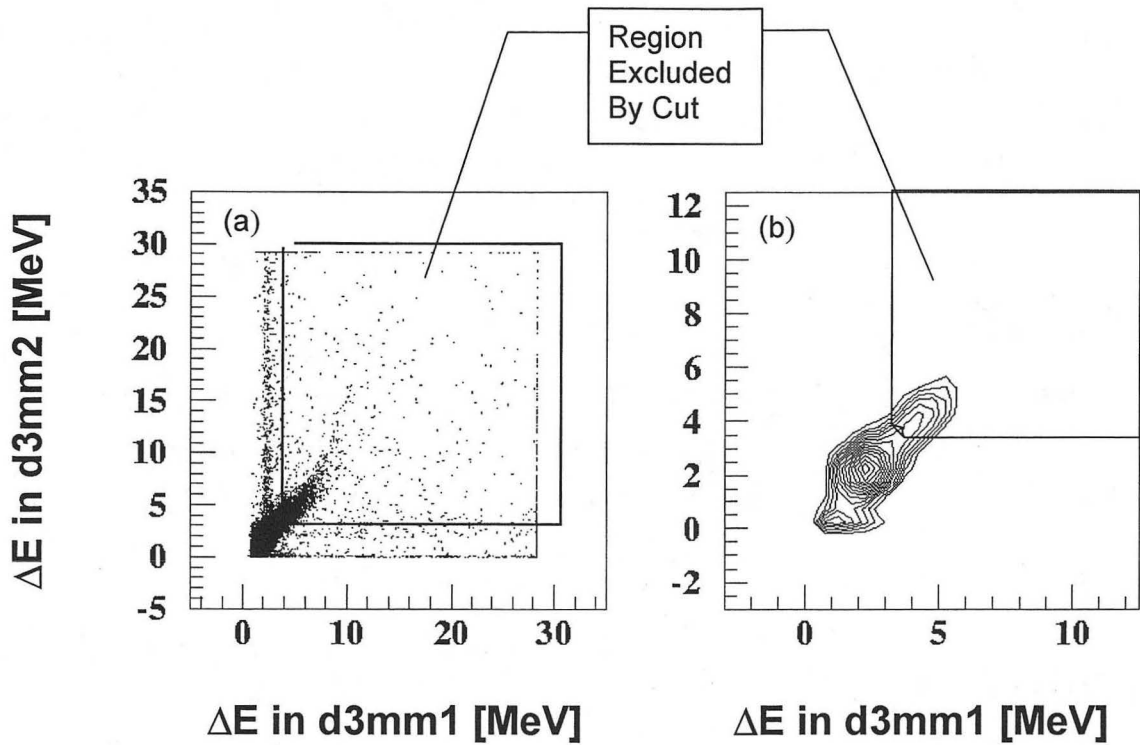 Region
Excluded
By Cut
ΔE in d3mm2 [MeV]
(a)
35
30
25
20
15
10
5
0
-5
0 10 20 30
ΔE in d3mm1 [MeV]
(b)
12
10
8
6
4
2
0
-2
0 5 10
ΔE in d3mm1 [MeV]